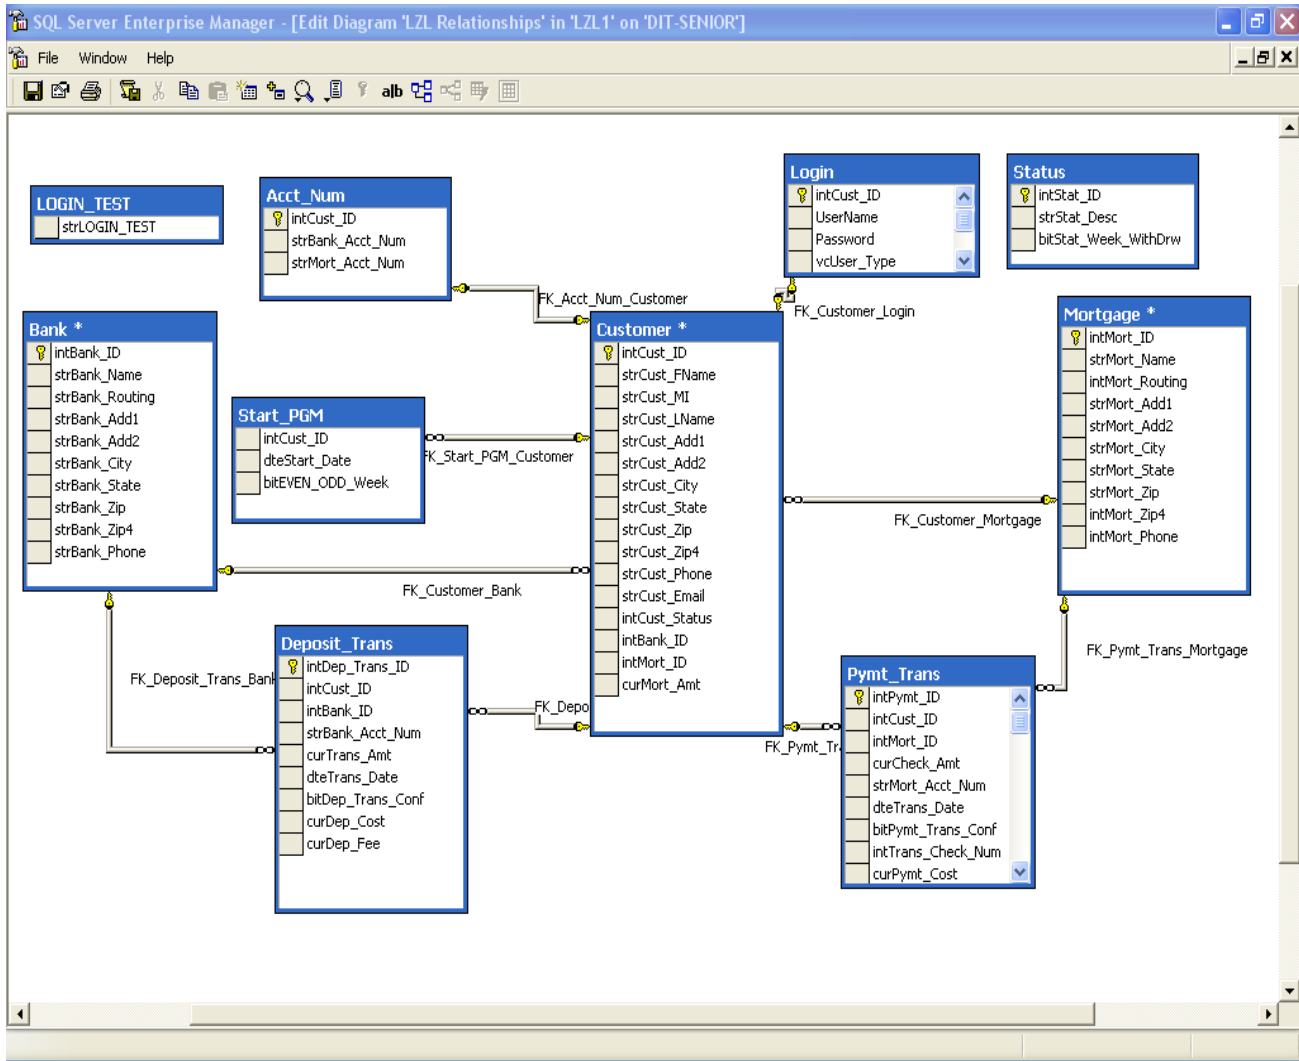 SQL Server Enterprise Manager - [Edit Diagram 'LZL Relationships' in 'LZL1' on 'DIT-SENIOR']
File Window Help
a|b
LOGIN_TEST
strLOGIN_TEST
Acct_Num
intCust_ID
strBank_Acct_Num
strMort_Acct_Num
Login
intCust_ID
UserName
Password
vcUser_Type
Status
intStat_ID
strStat_Desc
bitStat_Week_WithDrw
FK_Acct_Num_Customer
FK_Customer_Login
Bank *
intBank_ID
strBank_Name
strBank_Routing
strBank_Add1
strBank_Add2
strBank_City
strBank_State
strBank_Zip
strBank_Zip4
strBank_Phone
Start_PGM
intCust_ID
dteStart_Date
bitEVEN_ODD_Week
FK_Start_PGM_Customer
Customer *
intCust_ID
strCust_FName
strCust_MI
strCust_LName
strCust_Add1
strCust_Add2
strCust_City
strCust_State
strCust_Zip
strCust_Zip4
strCust_Phone
strCust_Email
intCust_Status
intBank_ID
intMort_ID
curMort_Amt
Mortgage *
intMort_ID
strMort_Name
intMort_Routing
strMort_Add1
strMort_Add2
strMort_City
strMort_State
strMort_Zip
intMort_Zip4
intMort_Phone
FK_Customer_Mortgage
FK_Customer_Bank
FK_Deposit_Trans_Bank
Deposit_Trans
intDep_Trans_ID
intCust_ID
intBank_ID
strBank_Acct_Num
curTrans_Amt
dteTrans_Date
bitDep_Trans_Conf
curDep_Cost
curDep_Fee
FK_Depo
FK_Pymt_Trans_Mortgage
FK_Pymt_Tr
Pymt_Trans
intPymt_ID
intCust_ID
intMort_ID
curCheck_Amt
strMort_Acct_Num
dteTrans_Date
bitPymt_Trans_Conf
intTrans_Check_Num
curPymt_Cost